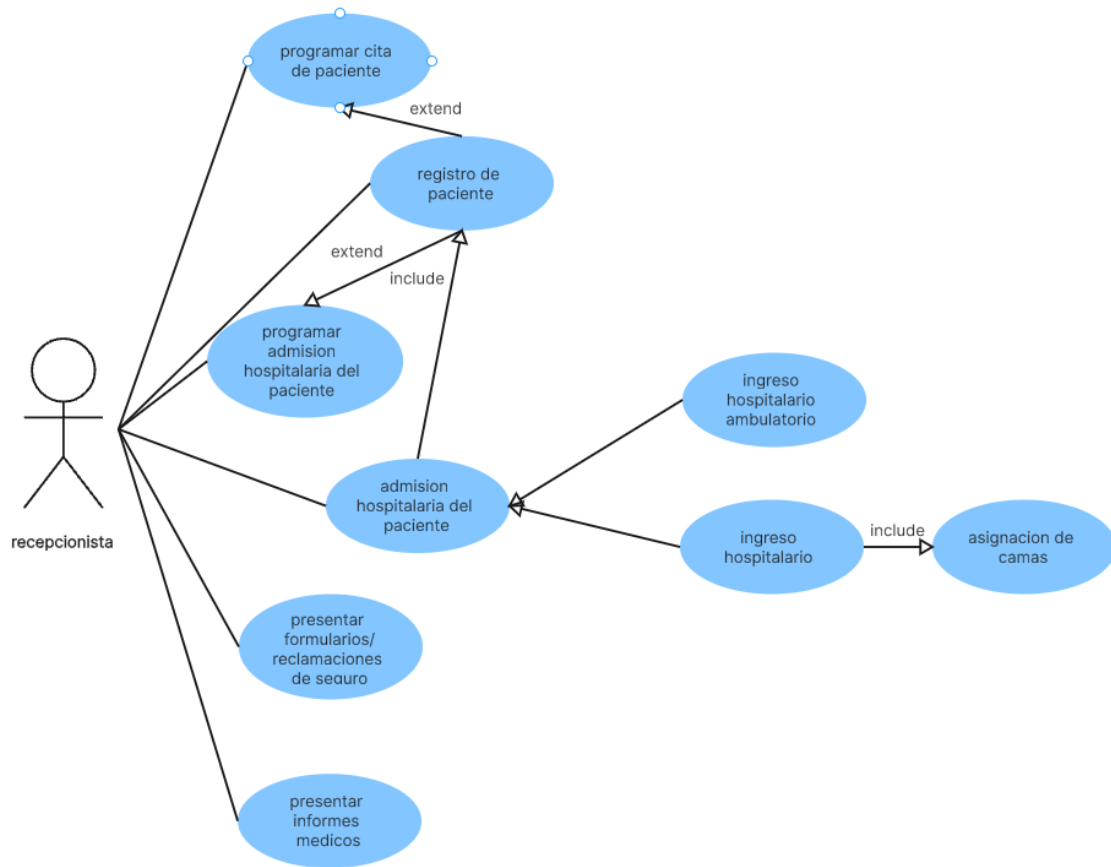 programar cita
de paciente
extend
registro de
paciente
extend
include
programar
admision
hospitalaria del
paciente
ingreso
hospitalario
ambulatorio
admision
hospitalaria del
paciente
ingreso
hospitalario
include
asignacion de
camas
recepcionista
presentar
formularios/
reclamaciones
de seguro
presentar
informes
medicos